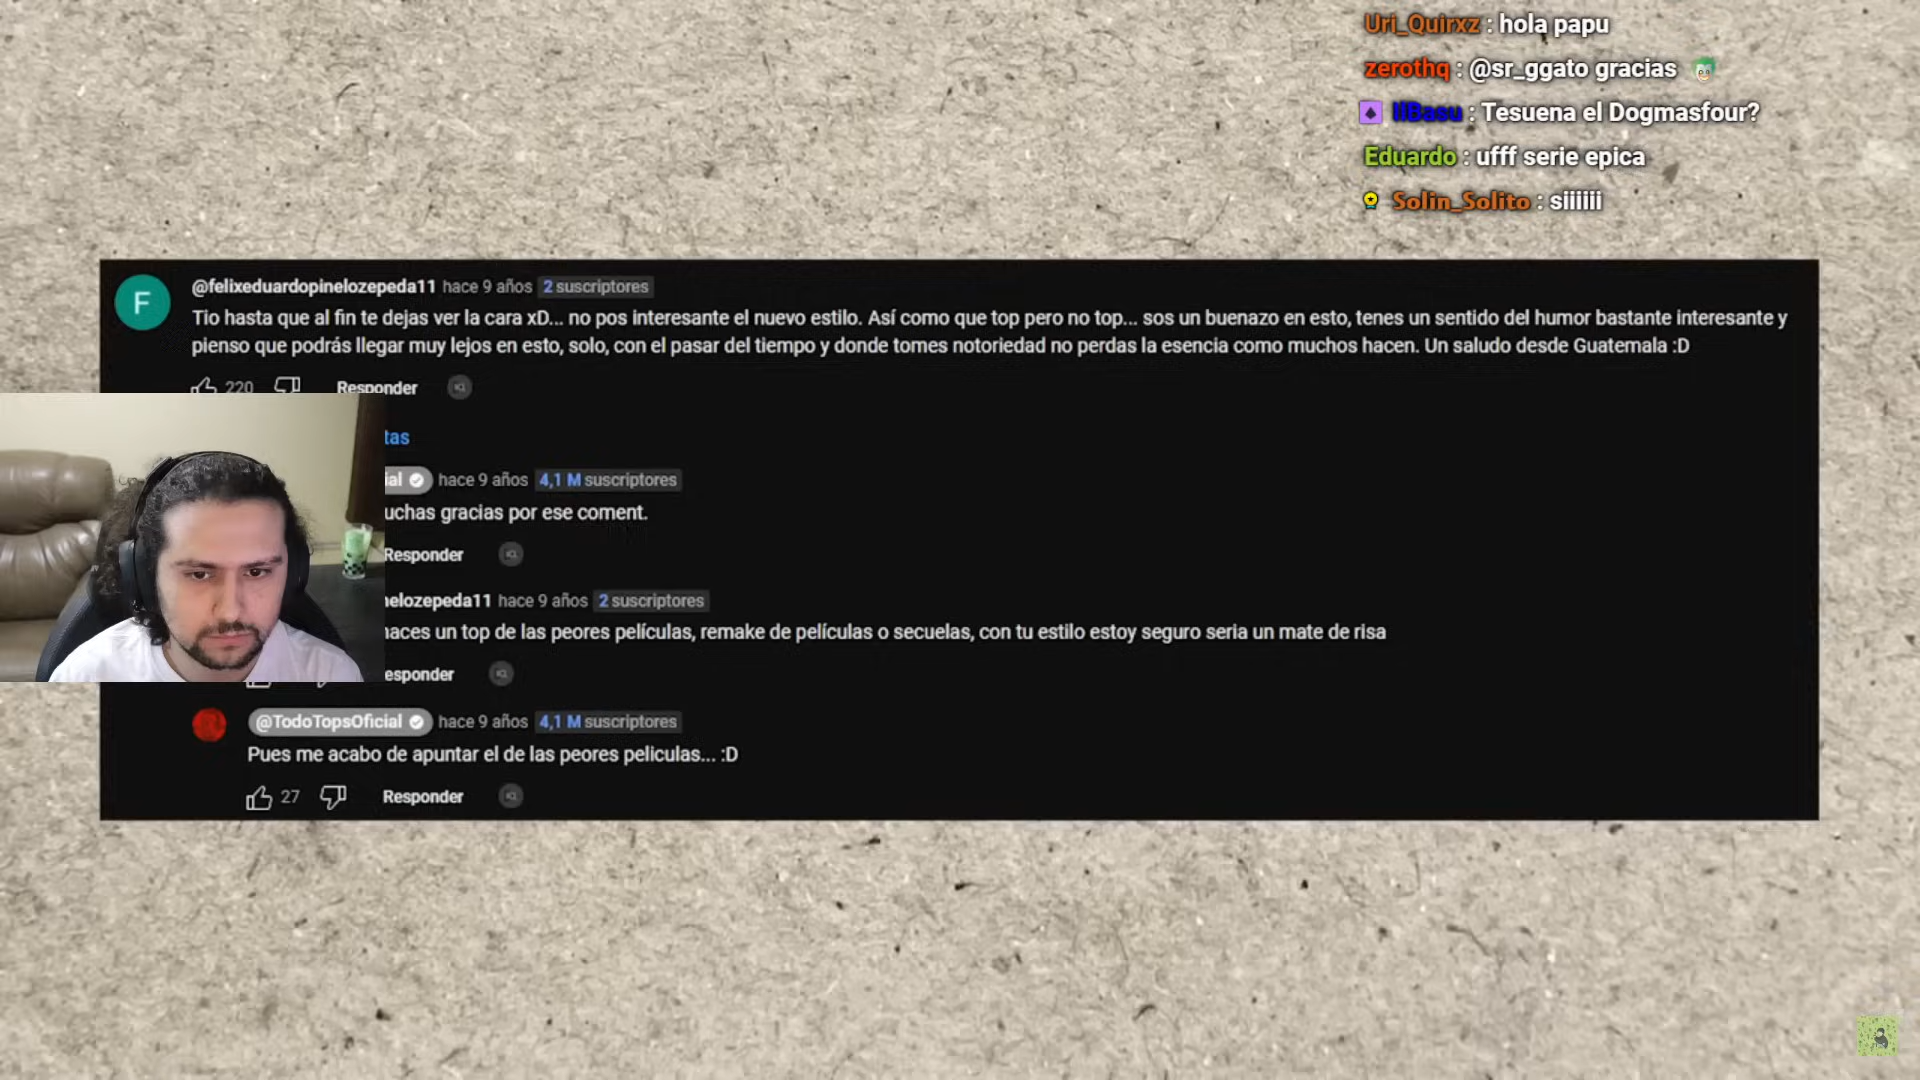 Uri_Quirxz : hola papu
zerothq : @sr_ggato gracias
llBasu : Tesuena el Dogmasfour?
Eduardo : ufff serie epica
Solin_Solito : siiiiii
F
@felixeduardopinelozepeda11 hace 9 años 2 suscriptores
Tio hasta que al fin te dejas ver la cara xD... no pos interesante el nuevo estilo. Así como que top pero no top... sos un buenazo en esto, tenes un sentido del humor bastante interesante y
pienso que podrás llegar muy lejos en esto, solo, con el pasar del tiempo y donde tomes notoriedad no perdas la esencia como muchos hacen. Un saludo desde Guatemala :D
220 Responder
tas
ial hace 9 años 4,1 M suscriptores
uchas gracias por ese coment.
Responder
nelozepeda11 hace 9 años 2 suscriptores
haces un top de las peores películas, remake de películas o secuelas, con tu estilo estoy seguro seria un mate de risa
esponder
@TodoTopsOficial hace 9 años 4,1 M suscriptores
Pues me acabo de apuntar el de las peores peliculas... :D
27 Responder